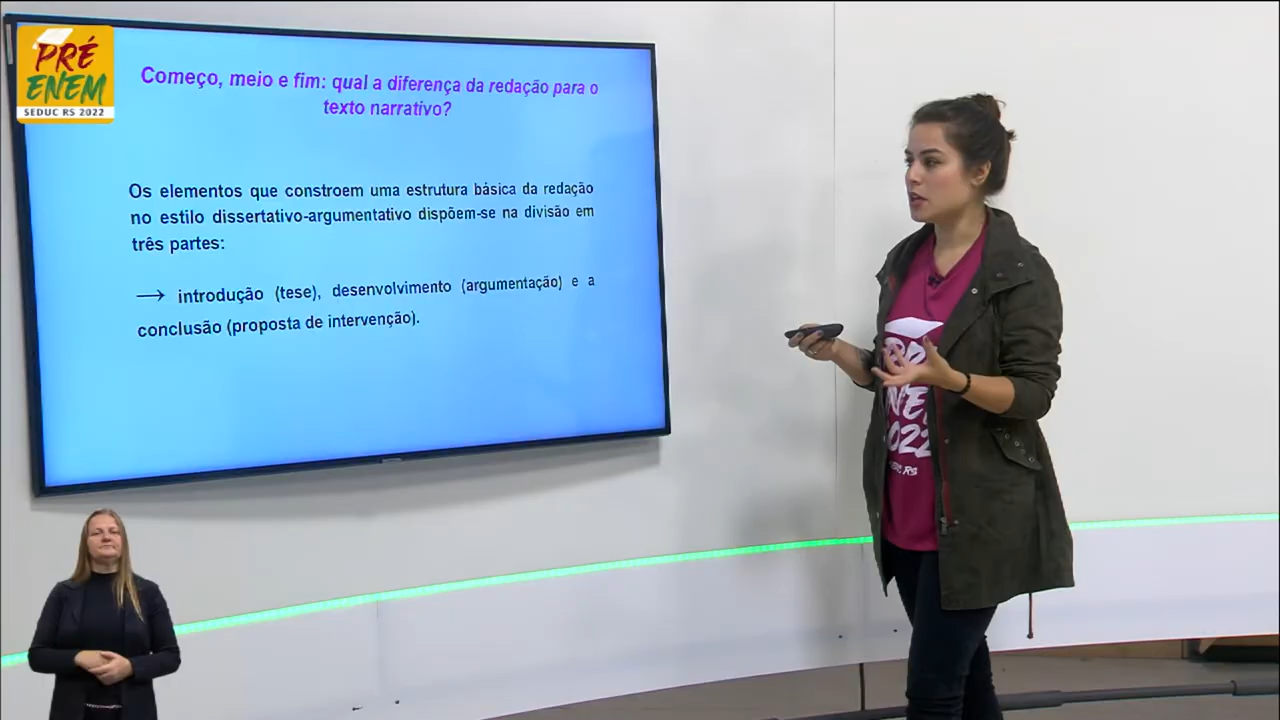 PRÉ
ENEM
SEDUC RS 2022
Começo, meio e fim: qual a diferença da redação para o
texto narrativo?
Os elementos que constroem uma estrutura básica da redação
no estilo dissertativo-argumentativo dispõem-se na divisão em
três partes:
→ introdução (tese), desenvolvimento (argumentação) e a
conclusão (proposta de intervenção).
2022
RS